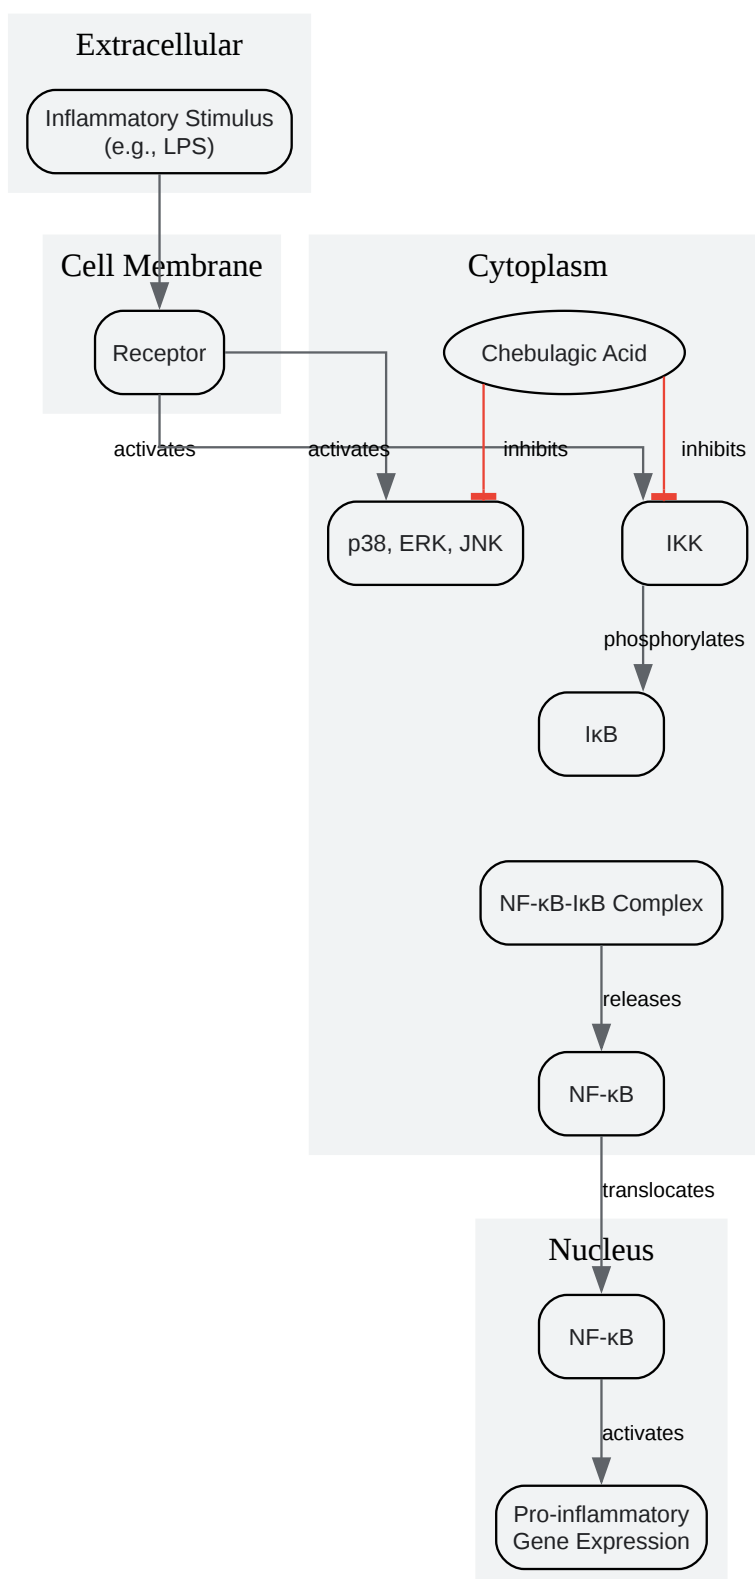 Extracellular
Inflammatory Stimulus
(e.g., LPS)
Cell Membrane
Cytoplasm
Receptor
Chebulagic Acid
activates
activates
inhibits
inhibits
p38, ERK, JNK
IKK
phosphorylates
IκB
NF-κB-IκB Complex
releases
NF-κB
translocates
Nucleus
NF-κB
activates
Pro-inflammatory
Gene Expression